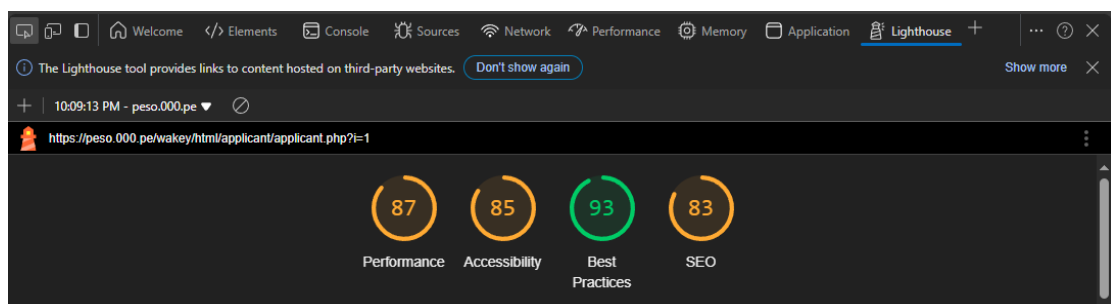 Welcome </> Elements Console Sources Network Performance Memory Application Lighthouse
The Lighthouse tool provides links to content hosted on third-party websites. Don't show again Show more
10:09:13 PM - peso.000.pe
https://peso.000.pe/wakey/html/applicant/applicant.php?i=1
87 85 93 83
Performance Accessibility Best Practices SEO